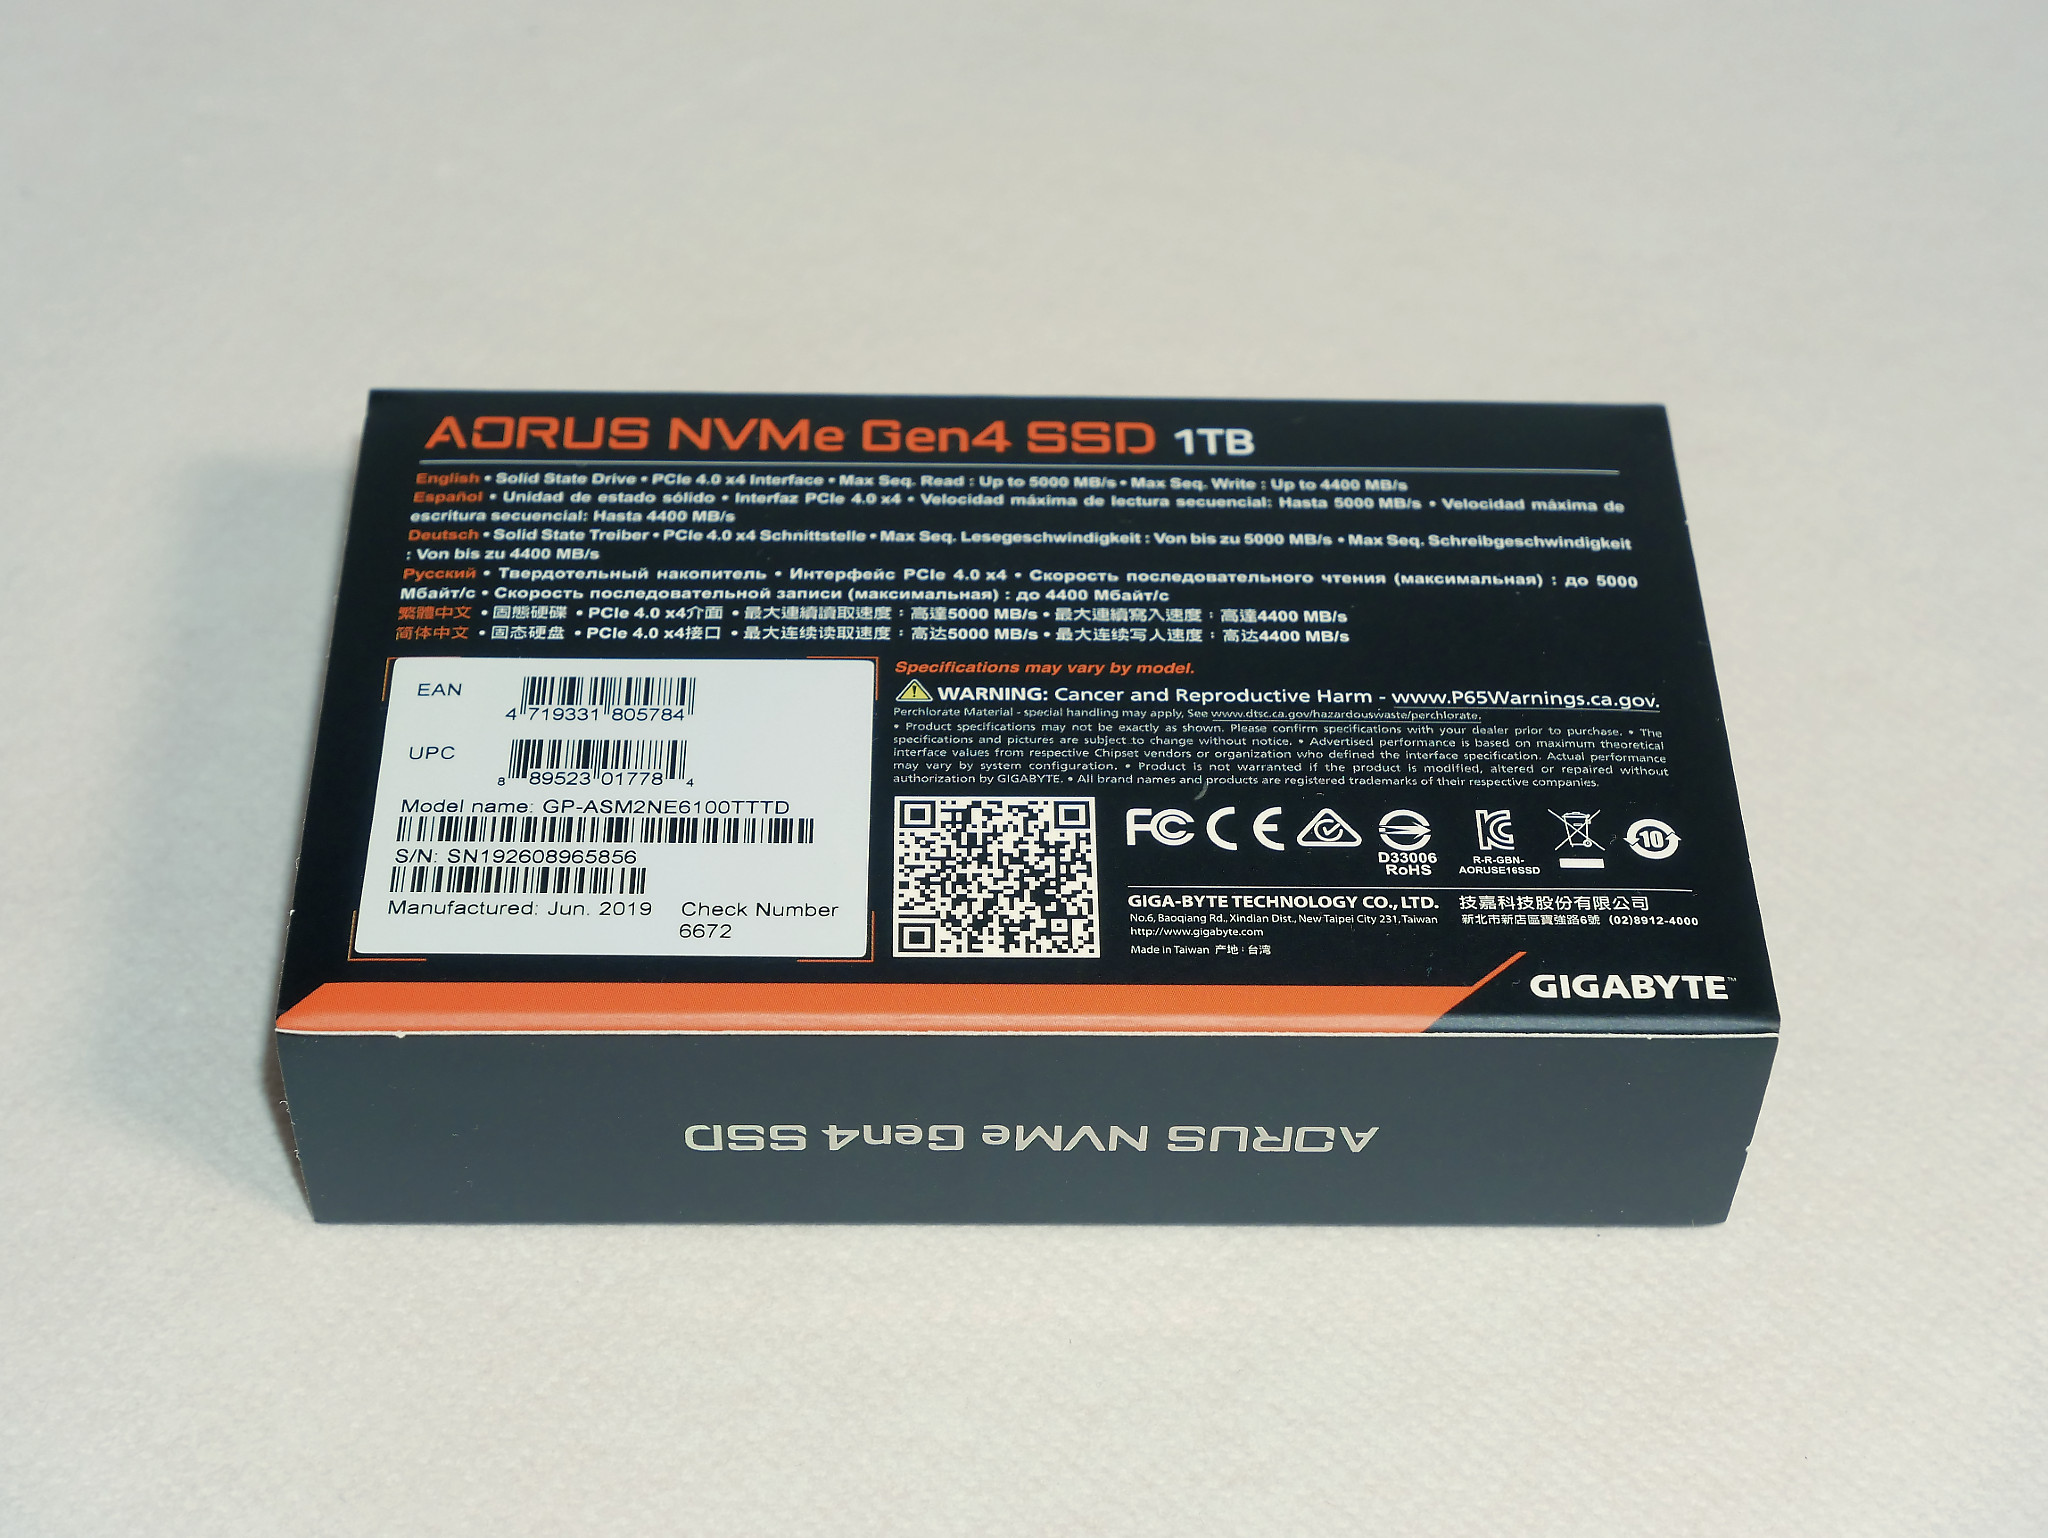 AORUS NVMe Gen4 SSD 1TB
English • Solid State Drive • PCIe 4.0 x4 Interface • Max Seq. Read : Up to 5000 MB/s • Max Seq. Write : Up to 4400 MB/s
Español • Unidad de estado sólido • Interfaz PCIe 4.0 x4 • Velocidad máxima de lectura secuencial: Hasta 5000 MB/s • Velocidad máxima de
escritura secuencial: Hasta 4400 MB/s
Deutsch • Solid State Treiber • PCIe 4.0 x4 Schnittstelle • Max Seq. Lesegeschwindigkeit : Von bis zu 5000 MB/s • Max Seq. Schreibgeschwindigkeit
: Von bis zu 4400 MB/s
Русский • Твердотельный накопитель • Интерфейс PCIe 4.0 x4 • Скорость последовательного чтения (максимальная) : до 5000
Мбайт/с • Скорость последовательной записи (максимальная) : до 4400 Мбайт/с
繁體中文 • 固態硬碟 • PCIe 4.0 x4介面 • 最大連續讀取速度：高達5000 MB/s • 最大連續寫入速度：高達4400 MB/s
简体中文 • 固态硬盘 • PCIe 4.0 x4接口 • 最大连续读取速度：高达5000 MB/s • 最大连续写入速度：高达4400 MB/s
EAN
4 719331 805784
UPC
8 89523 01778 4
Model name: GP-ASM2NE6100TTTD
S/N: SN192608965856
Manufactured: Jun. 2019 Check Number
6672
Specifications may vary by model.
WARNING: Cancer and Reproductive Harm - www.P65Warnings.ca.gov.
Perchlorate Material - special handling may apply, See www.dtsc.ca.gov/hazardouswaste/perchlorate.
• Product specifications may not be exactly as shown. Please confirm specifications with your dealer prior to purchase. • The
specifications and pictures are subject to change without notice. • Advertised performance is based on maximum theoretical
interface values from respective Chipset vendors or organization who defined the interface specification. Actual performance
may vary by system configuration. • Product is not warranted if the product is modified, altered or repaired without
authorization by GIGABYTE. • All brand names and products are registered trademarks of their respective companies.
FC CE
D33006
RoHS
R-R-GBN-
AORUSE16SSD
10
GIGA-BYTE TECHNOLOGY CO., LTD. 技嘉科技股份有限公司
No.6, Baoqiang Rd., Xindian Dist., New Taipei City 231, Taiwan 新北市新店區寶強路6號 (02)8912-4000
http://www.gigabyte.com
Made in Taiwan 产地：台湾
GIGABYTE™
AORUS NVMe Gen4 SSD